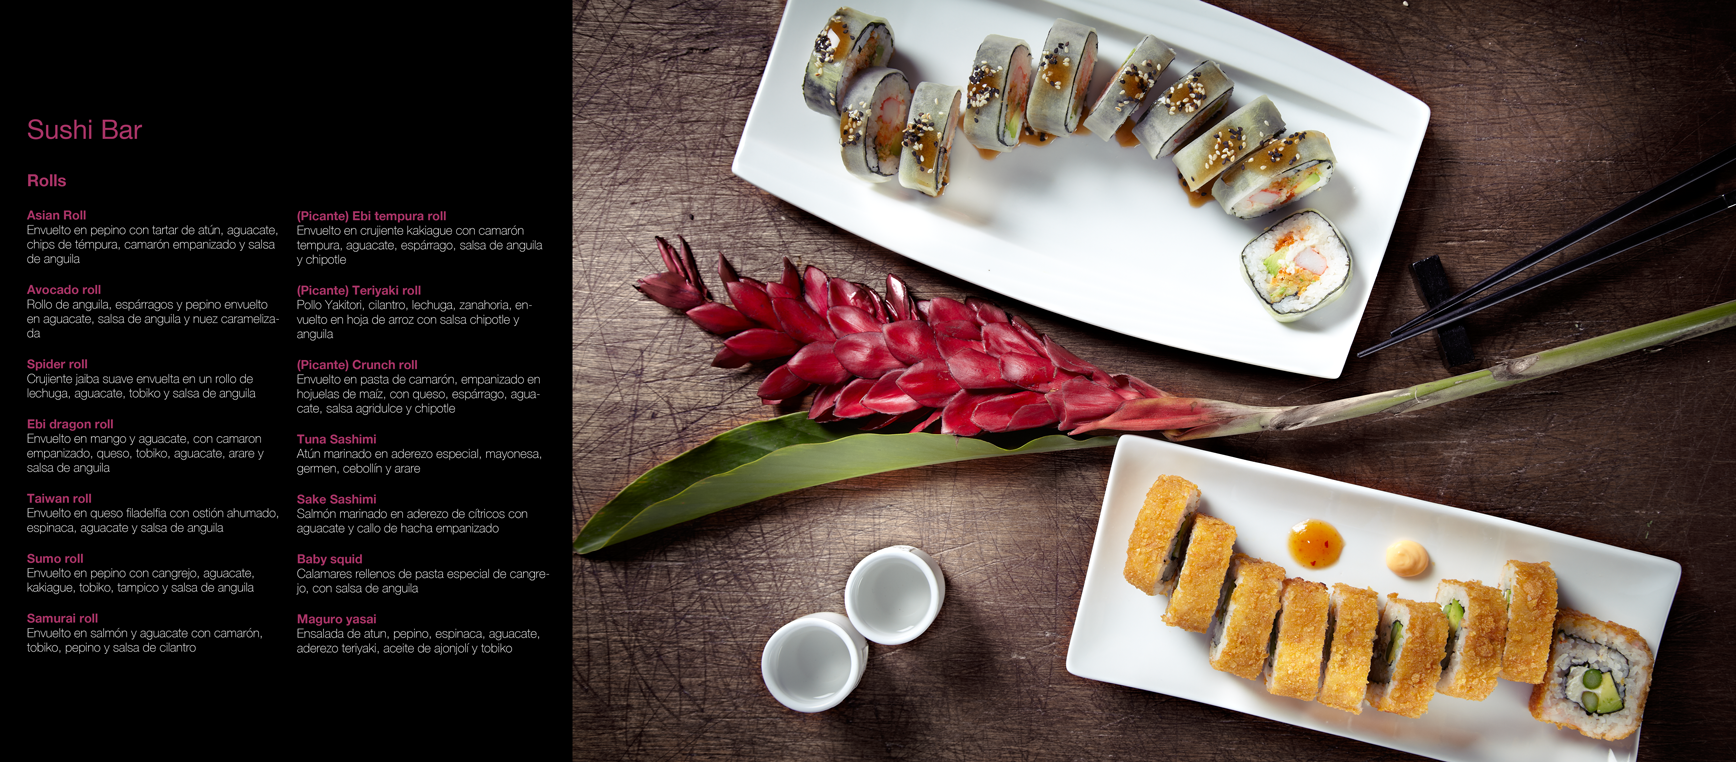 Sushi Bar
Rolls
Asian Roll
Envuelto en pepino con tartar de atún, aguacate,
chips de témpura, camarón empanizado y salsa
de anguila
Avocado roll
Rollo de anguila, espárragos y pepino envuelto
en aguacate, salsa de anguila y nuez carameliza-
da
Spider roll
Crujiente jaiba suave envuelta en un rollo de
lechuga, aguacate, tobiko y salsa de anguila
Ebi dragon roll
Envuelto en mango y aguacate, con camaron
empanizado, queso, tobiko, aguacate, arare y
salsa de anguila
Taiwan roll
Envuelto en queso filadelfia con ostión ahumado,
espinaca, aguacate y salsa de anguila
Sumo roll
Envuelto en pepino con cangrejo, aguacate,
kakiague, tobiko, tampico y salsa de anguila
Samurai roll
Envuelto en salmón y aguacate con camarón,
tobiko, pepino y salsa de cilantro
(Picante) Ebi tempura roll
Envuelto en crujiente kakiague con camarón
tempura, aguacate, espárrago, salsa de anguila
y chipotle
(Picante) Teriyaki roll
Pollo Yakitori, cilantro, lechuga, zanahoria, en-
vuelto en hoja de arroz con salsa chipotle y
anguila
(Picante) Crunch roll
Envuelto en pasta de camarón, empanizado en
hojuelas de maíz, con queso, espárrago, agua-
cate, salsa agridulce y chipotle
Tuna Sashimi
Atún marinado en aderezo especial, mayonesa,
germen, cebollín y arare
Sake Sashimi
Salmón marinado en aderezo de cítricos con
aguacate y callo de hacha empanizado
Baby squid
Calamares rellenos de pasta especial de cangre-
jo, con salsa de anguila
Maguro yasai
Ensalada de atun, pepino, espinaca, aguacate,
aderezo teriyaki, aceite de ajonjolí y tobiko